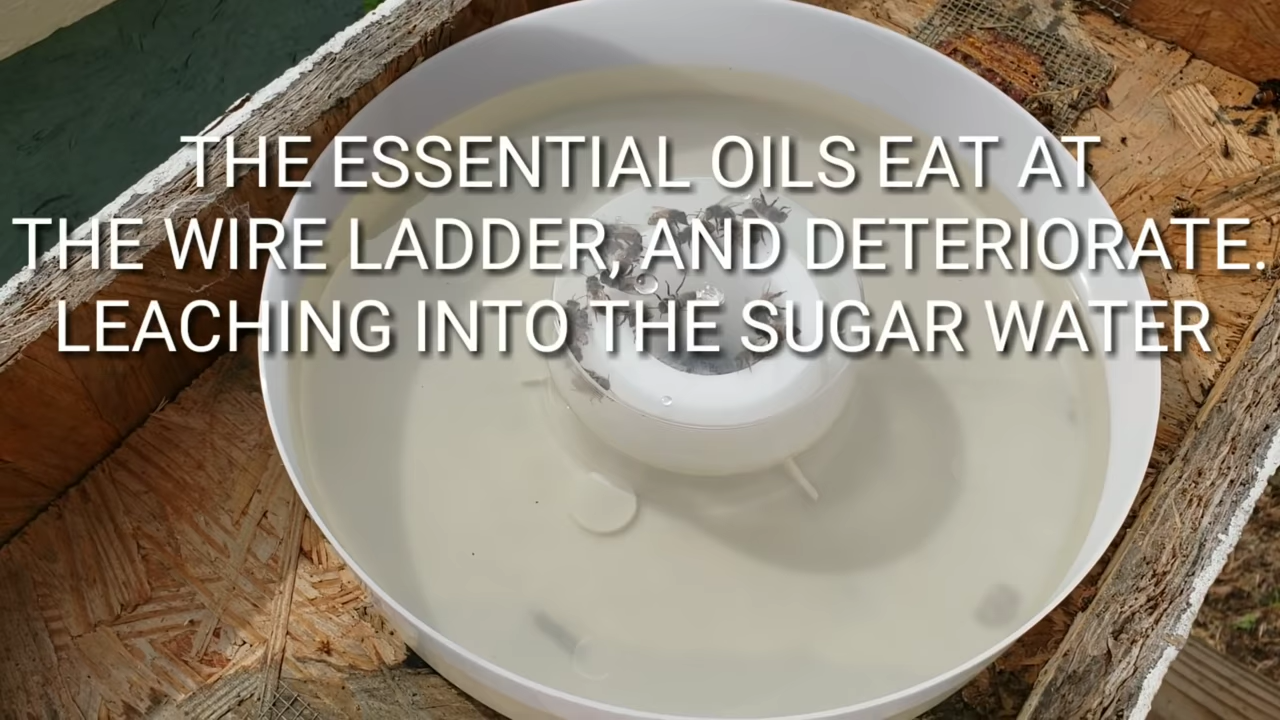 THE ESSENTIAL OILS EAT AT
THE WIRE LADDER, AND DETERIORATE.
LEACHING INTO THE SUGAR WATER